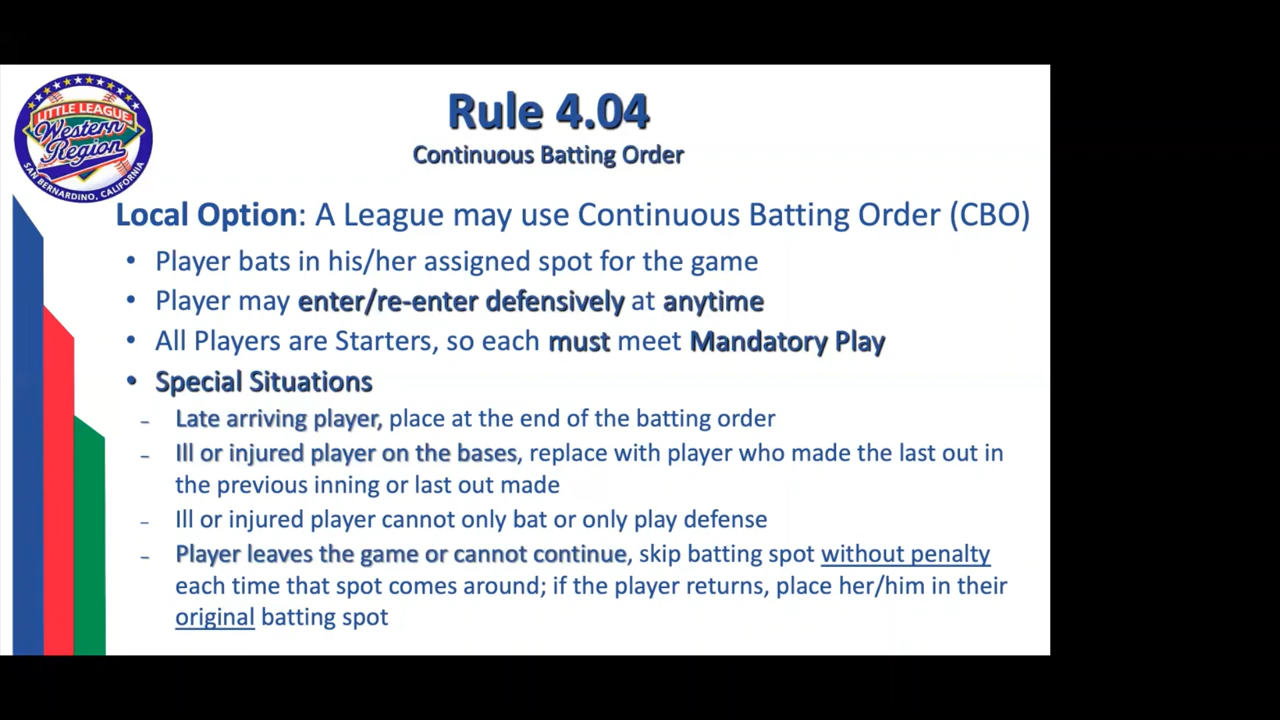 LITTLE LEAGUE
Western
Region
SAN BERNARDINO, CALIFORNIA
Rule 4.04
Continuous Batting Order
Local Option: A League may use Continuous Batting Order (CBO)
• Player bats in his/her assigned spot for the game
• Player may enter/re-enter defensively at anytime
• All Players are Starters, so each must meet Mandatory Play
• Special Situations
– Late arriving player, place at the end of the batting order
– Ill or injured player on the bases, replace with player who made the last out in
the previous inning or last out made
– Ill or injured player cannot only bat or only play defense
– Player leaves the game or cannot continue, skip batting spot without penalty
each time that spot comes around; if the player returns, place her/him in their
original batting spot